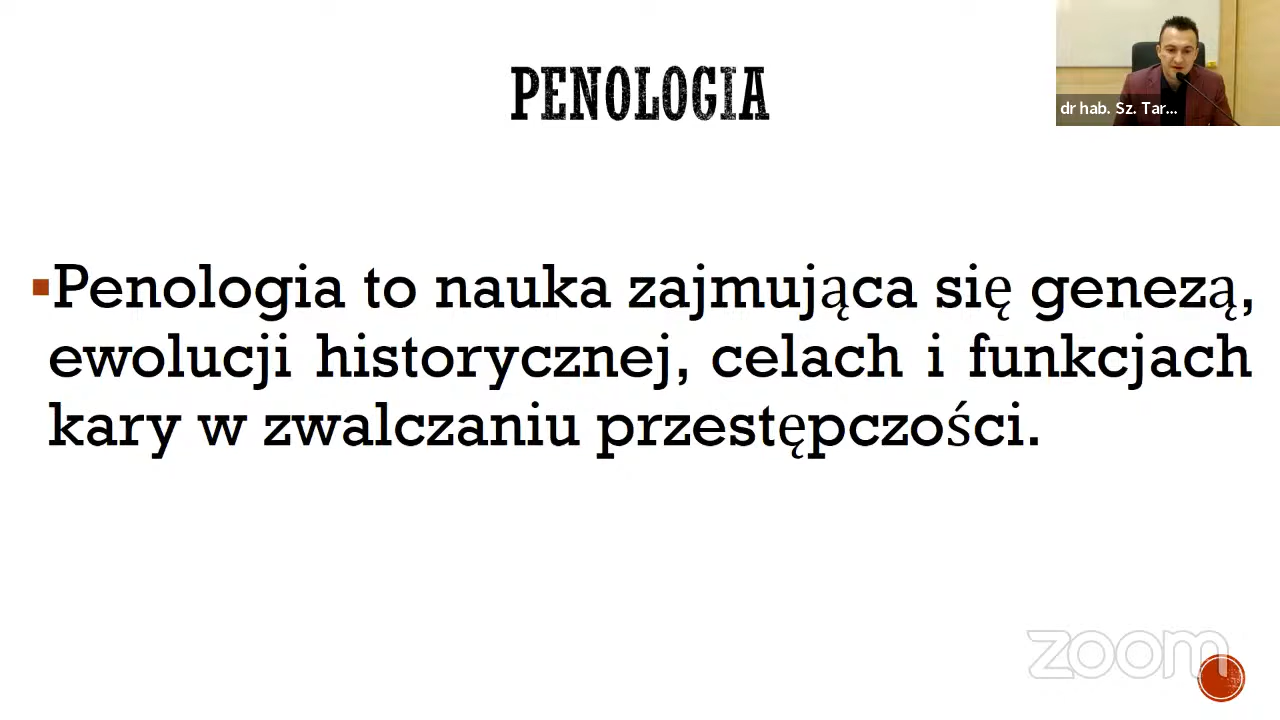 PENOLOGIA
dr hab. Sz. Tar...
▪Penologia to nauka zajmująca się genezą,
ewolucji historycznej, celach i funkcjach
kary w zwalczaniu przestępczości.
zoom